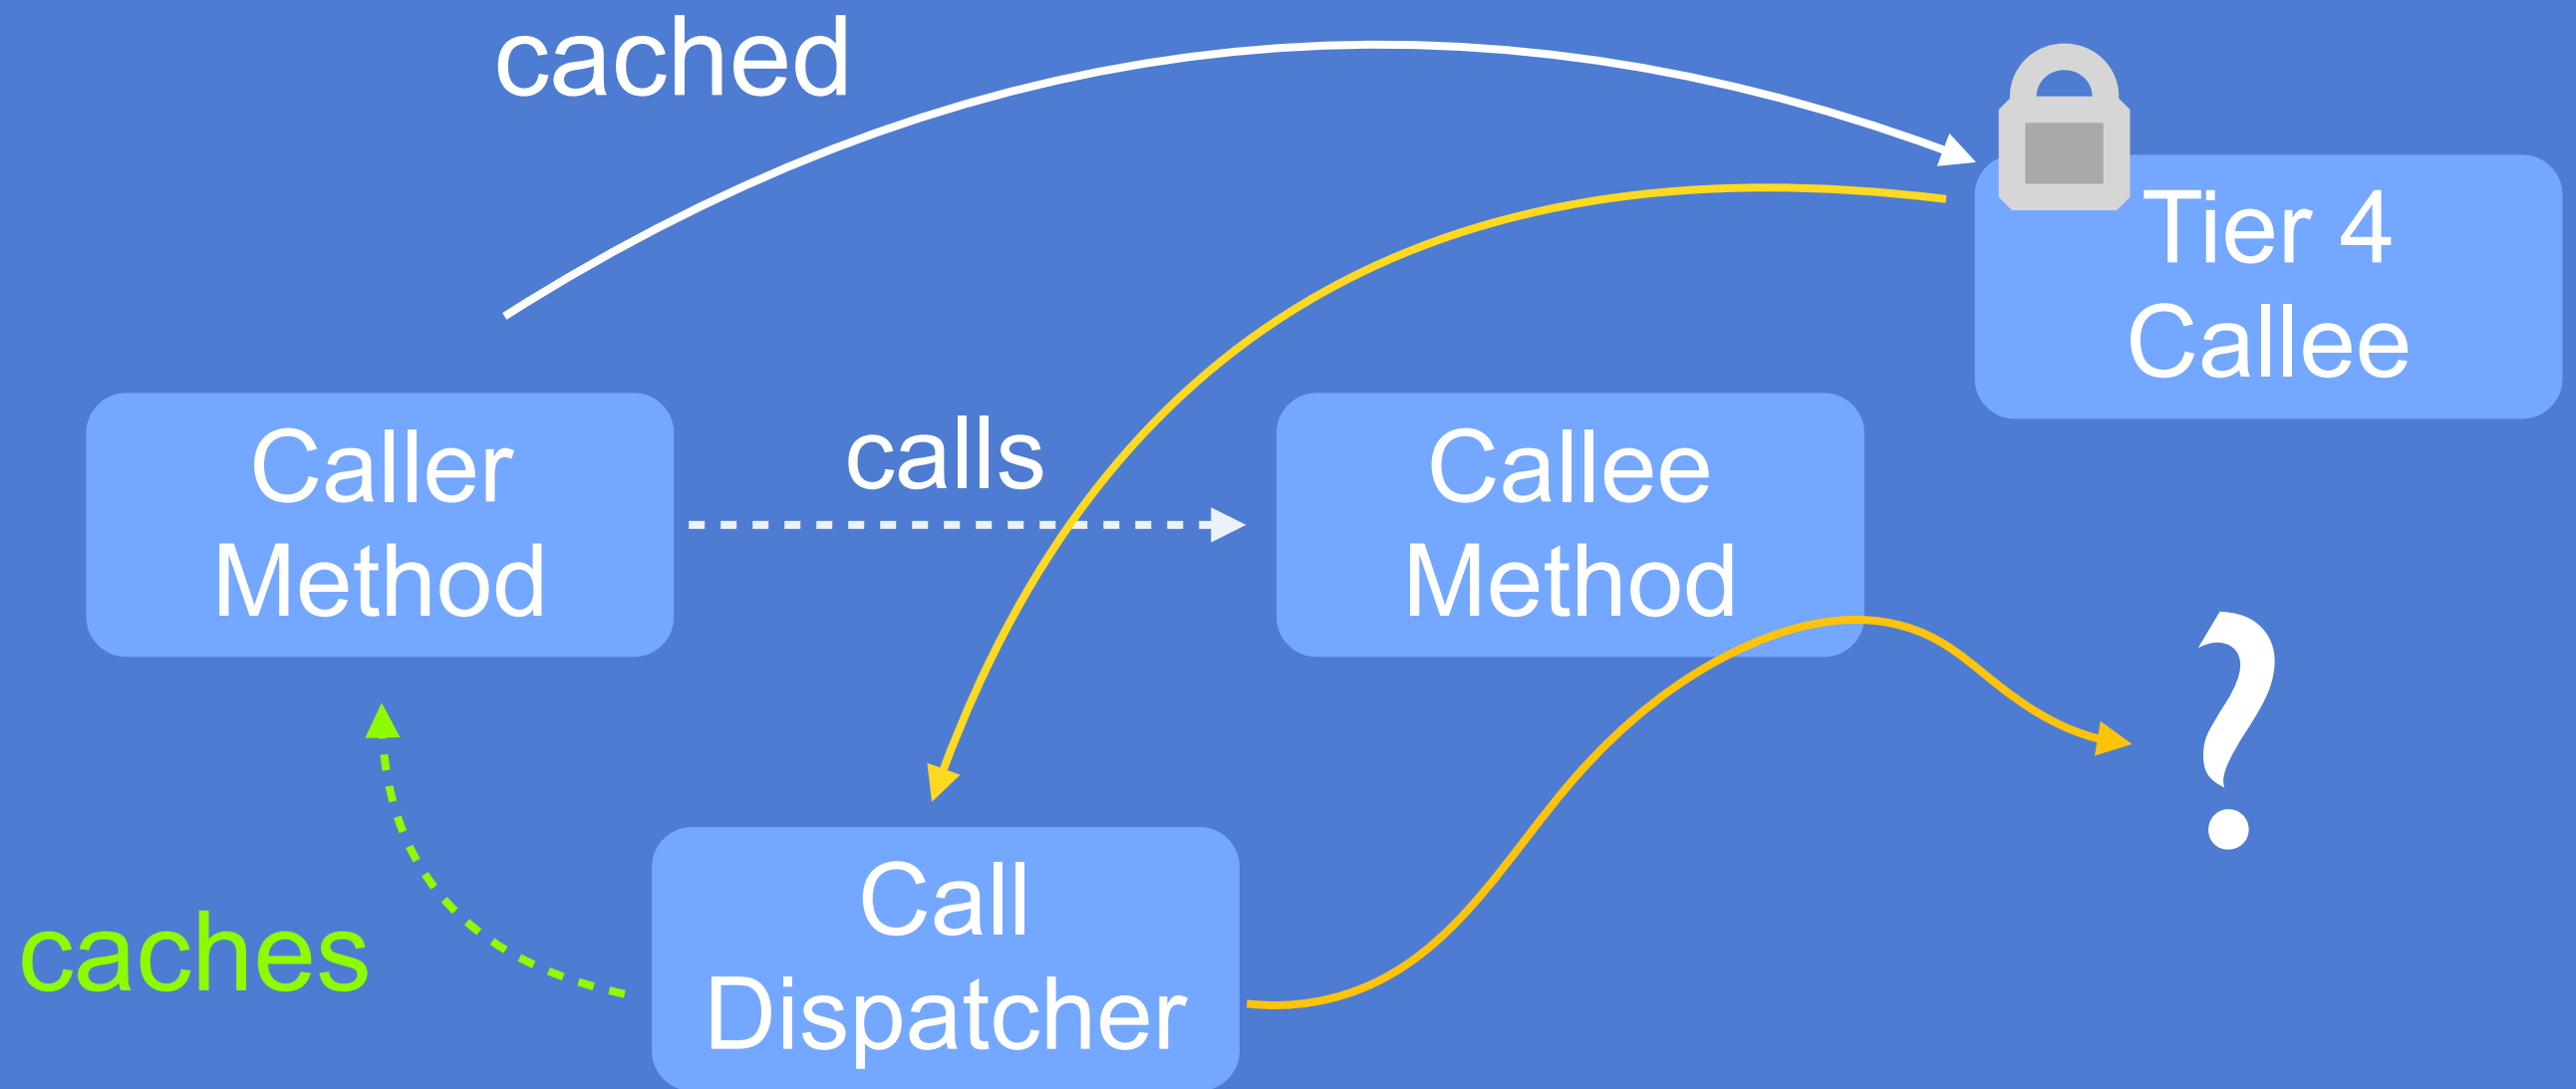 cached
Tier 4
Callee
Caller
Method
calls
Callee
Method
?
caches
Call
Dispatcher